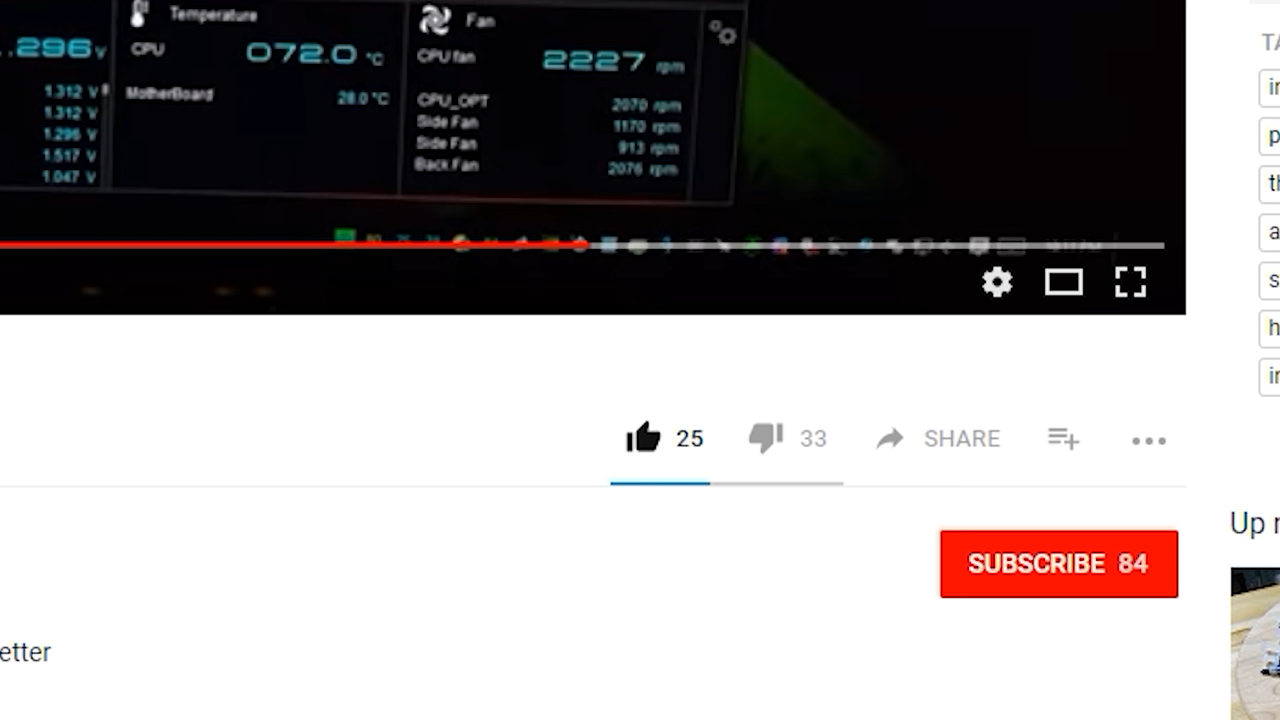 Temperature
Fan
.296 v
CPU
072.0 °C
CPU fan
2227 rpm
1.312 V
MotherBoard
28.0 °C
CPU_OPT
2070 rpm
1.312 V
Side Fan
1170 rpm
1.296 V
Side Fan
913 rpm
1.517 V
Back Fan
2076 rpm
1.047 V
25
33
SHARE
SUBSCRIBE 84
Up
etter